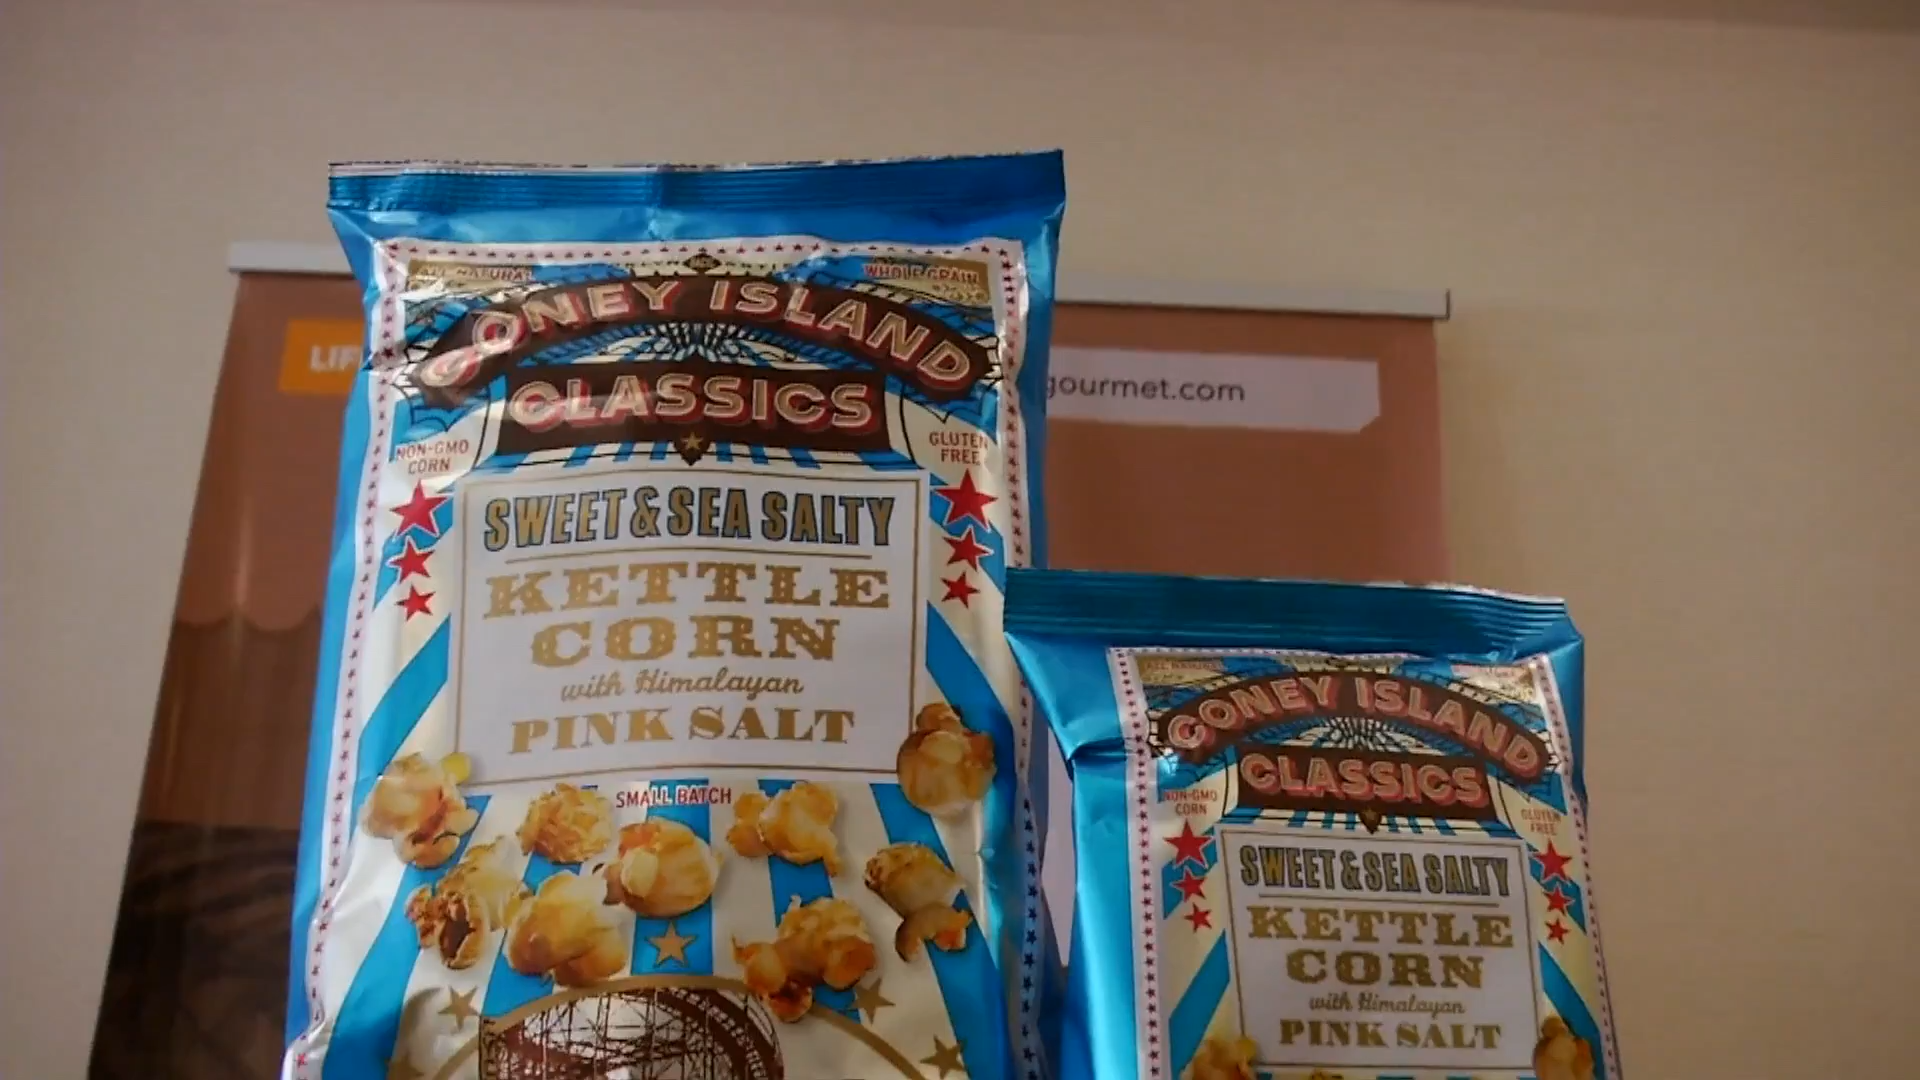 ALL NATURAL
WHOLE GRAIN
CONEY ISLAND
CLASSICS
NON-GMO
CORN
GLUTEN
FREE
SWEET & SEA SALTY
KETTLE
CORN
with Himalayan
PINK SALT
SMALL BATCH
gourmet.com
ALL NATURAL
CONEY ISLAND
CLASSICS
NON-GMO
CORN
GLUTEN
FREE
SWEET & SEA SALTY
KETTLE
CORN
with Himalayan
PINK SALT